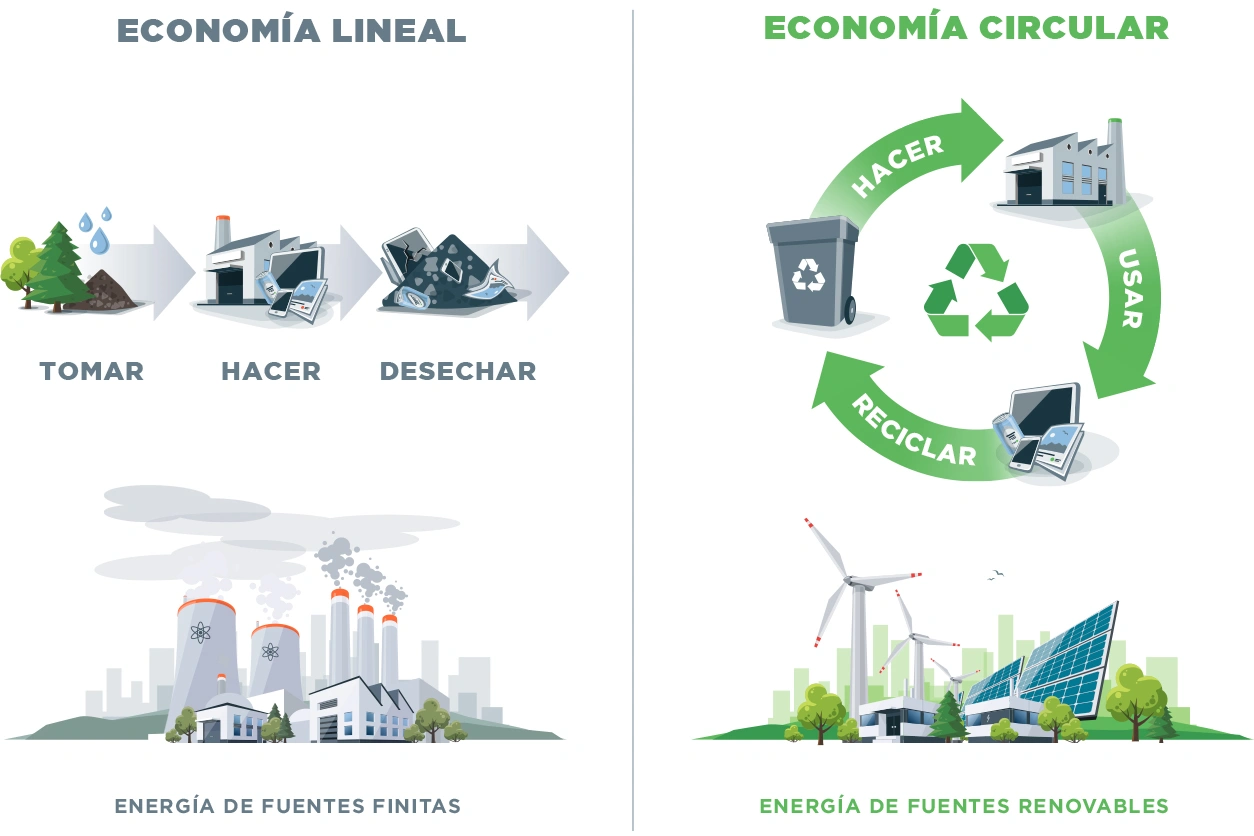 ECONOMÍA LINEAL
TOMAR
HACER
DESECHAR
ENERGÍA DE FUENTES FINITAS
ECONOMÍA CIRCULAR
HACER
USAR
RECICLAR
ENERGÍA DE FUENTES RENOVABLES